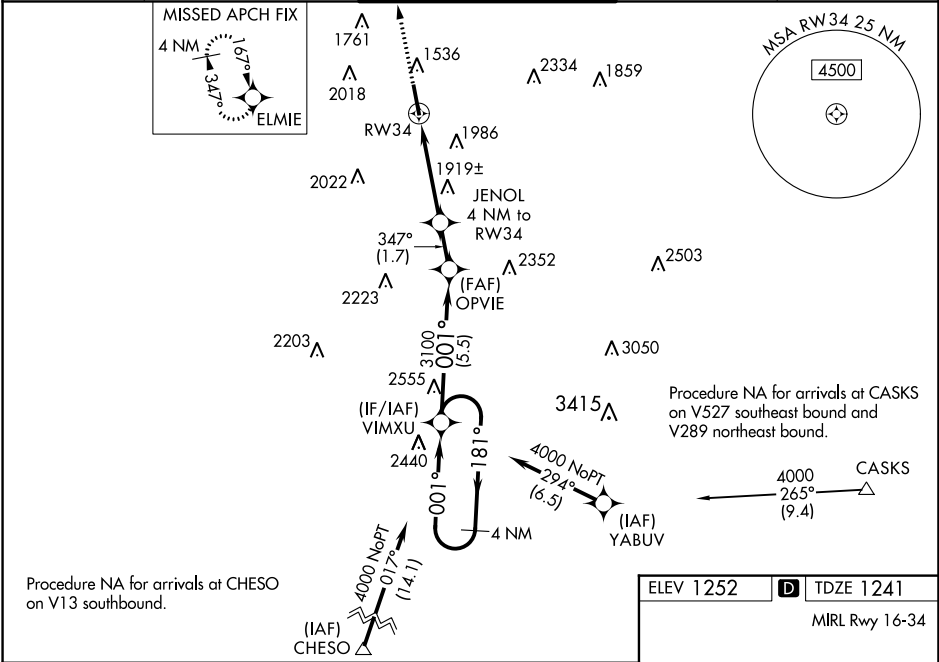 MISSED APCH FIX
4 NM
167°
347°
ELMIE
1761
1536
2018
2334
1859
MSA RW34 25 NM
4500
RW34
1986
1919±
2022
JENOL
4 NM to
RW34
347°
(1.7)
2352
2503
(FAF)
OPVIE
2223
3100
001°
(5.5)
2203
3050
2555
3415
(IF/IAF)
VIMXU
2440
181°
001°
4 NM
Procedure NA for arrivals at CASKS
on V527 southeast bound and
V289 northeast bound.
4000 NoPT
294°
(6.5)
(IAF)
YABUV
4000
265°
(9.4)
CASKS
4000 NoPT
017°
(14.1)
(IAF)
CHESO
Procedure NA for arrivals at CHESO
on V13 southbound.
ELEV 1252
D
TDZE 1241
MIRL Rwy 16-34